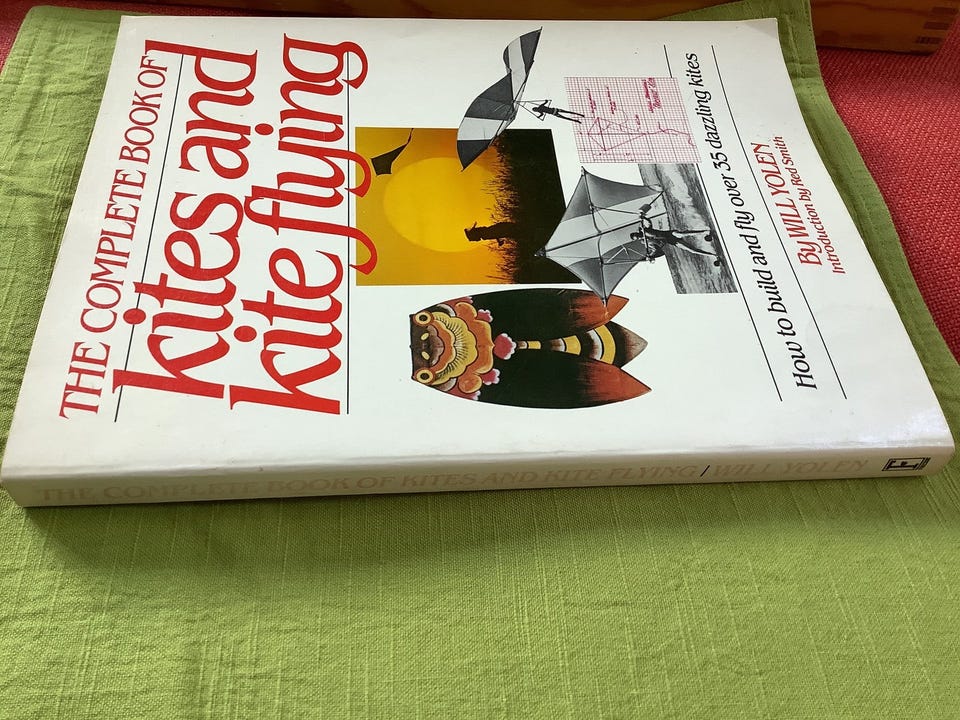 THE COMPLETE BOOK OF
kites and
kite flying
How to build and fly over 35 dazzling kites
By WILL YOLEN
Introduction by Red Smith
THE COMPLETE BOOK OF KITES AND KITE FLYING / WILL YOLEN